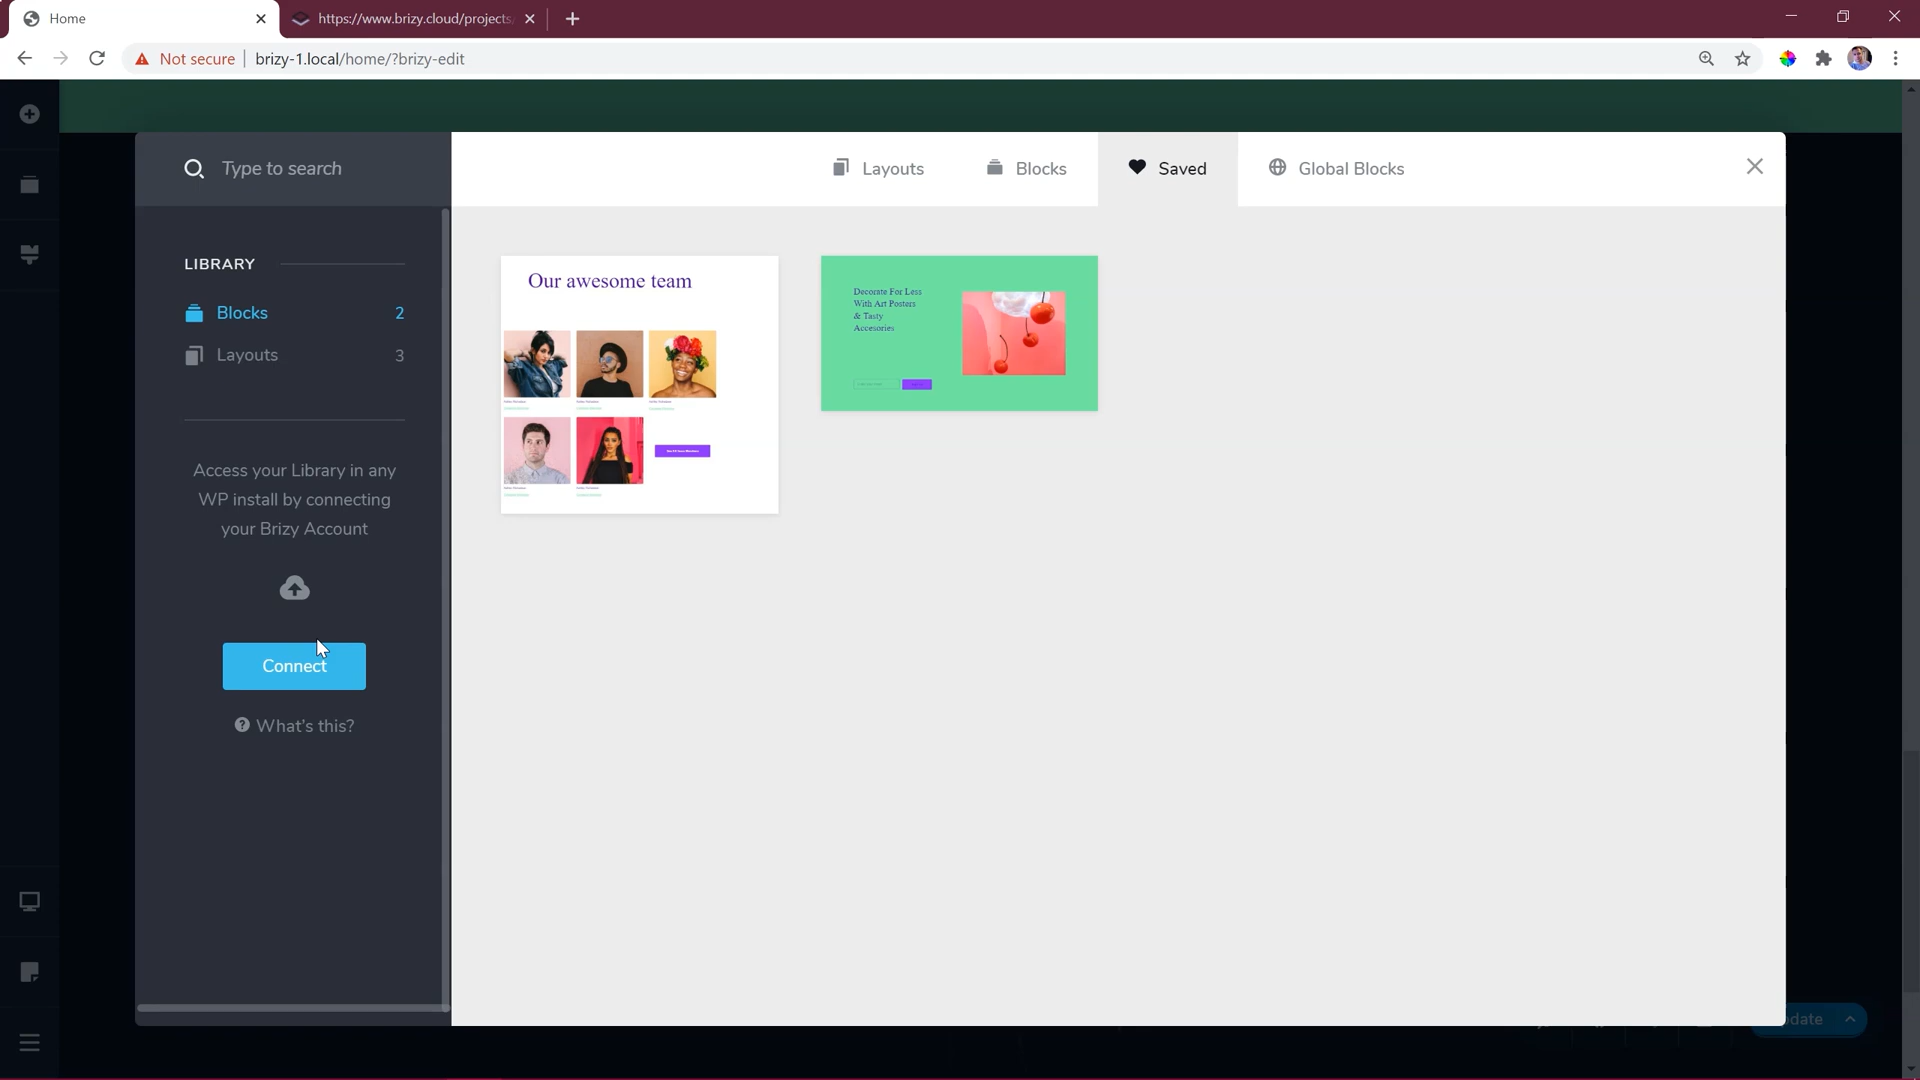 Home
https://www.brizy.cloud/projects/
Not secure
brizy-1.local/home/?brizy-edit
Type to search
Layouts
Blocks
Saved
Global Blocks
LIBRARY
Blocks 2
Layouts 3
Access your Library in any
WP install by connecting
your Brizy Account
Connect
What's this?
Our awesome team
Decorate For Less
With Art Posters
& Tasty
Accesories
date